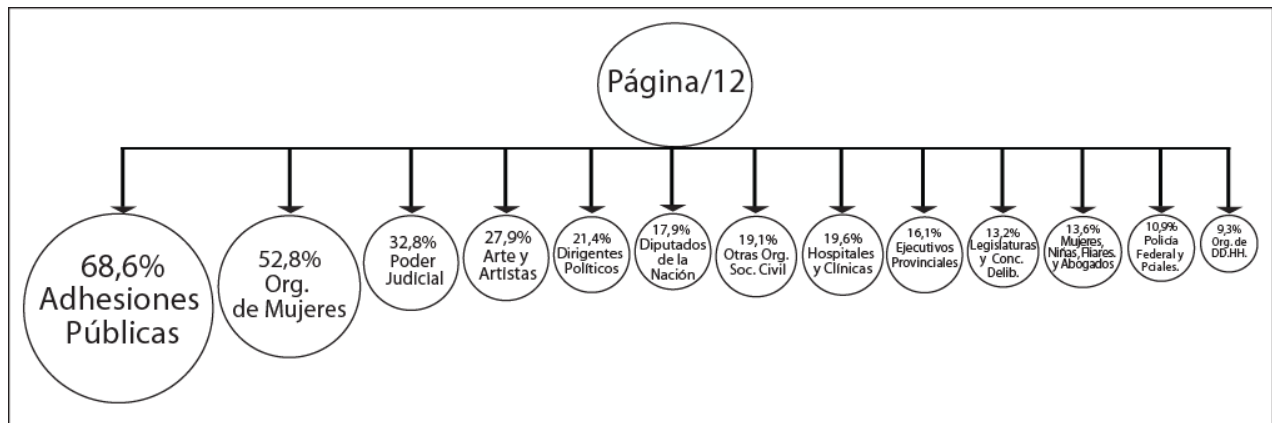 Página/12
68,6%
Adhesiones
Públicas
52,8%
Org.
de Mujeres
32,8%
Poder
Judicial
27,9%
Arte y
Artistas
21,4%
Dirigentes
Políticos
17,9%
Diputados
de la
Nación
19,1%
Otras Org.
Soc. Civil
19,6%
Hospitales
y Clínicas
16,1%
Ejecutivos
Provinciales
13,2%
Legislaturas
y Conc.
Delib.
13,6%
Mujeres,
Niñas, Fliares.
y Abogados
10,9%
Policía
Federal y
Pciales.
9,3%
Org. de
DD.HH.